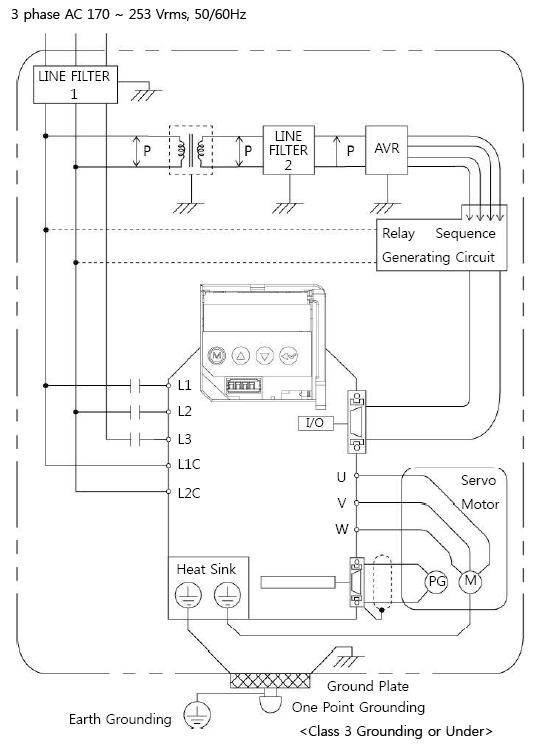 3 phase AC 170 ~ 253 Vrms, 50/60Hz
LINE FILTER
1
P
P
LINE
FILTER
2
P
AVR
Relay Sequence
Generating Circuit
M
L1
L2
L3
L1C
L2C
I/O
U
V
W
Servo
Motor
PG
M
Heat Sink
Ground Plate
One Point Grounding
Earth Grounding
<Class 3 Grounding or Under>